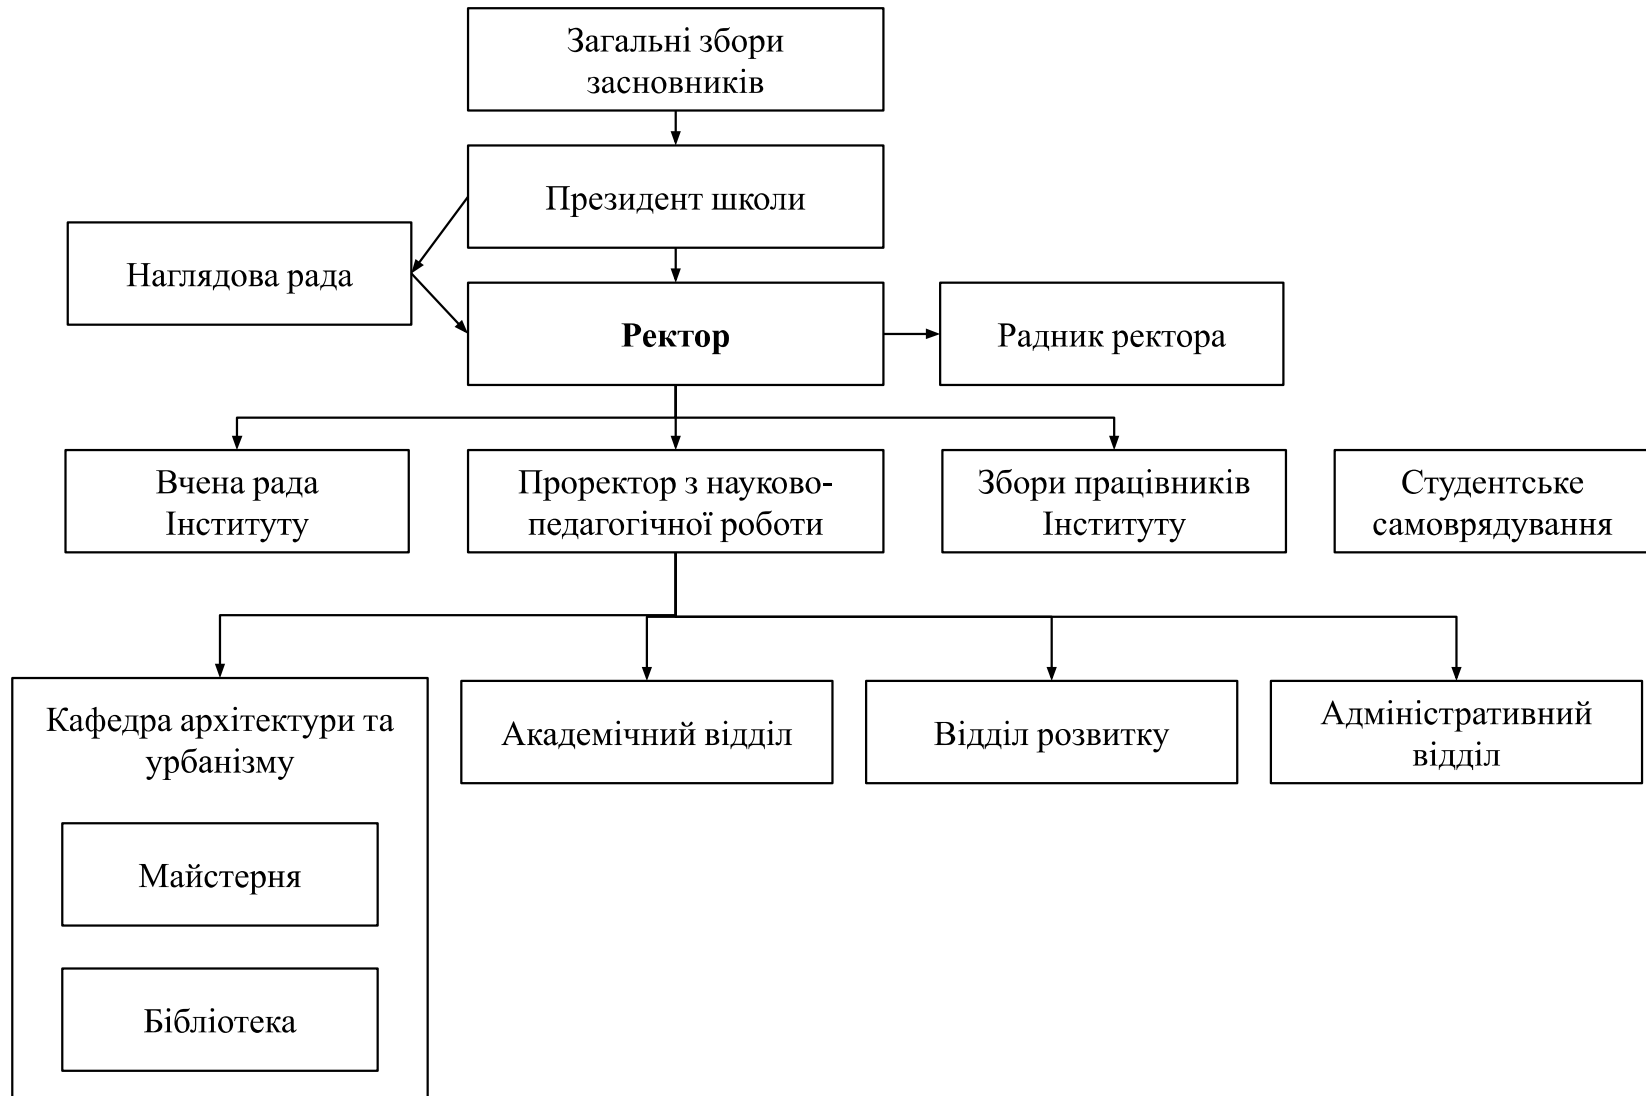 Загальні збори
засновників
Президент школи
Наглядова рада
Ректор
Радник ректора
Вчена рада
Інституту
Проректор з науково-
педагогічної роботи
Збори працівників
Інституту
Студентське
самоврядування
Кафедра архітектури та
урбанізму
Академічний відділ
Відділ розвитку
Адміністративний
відділ
Майстерня
Бібліотека